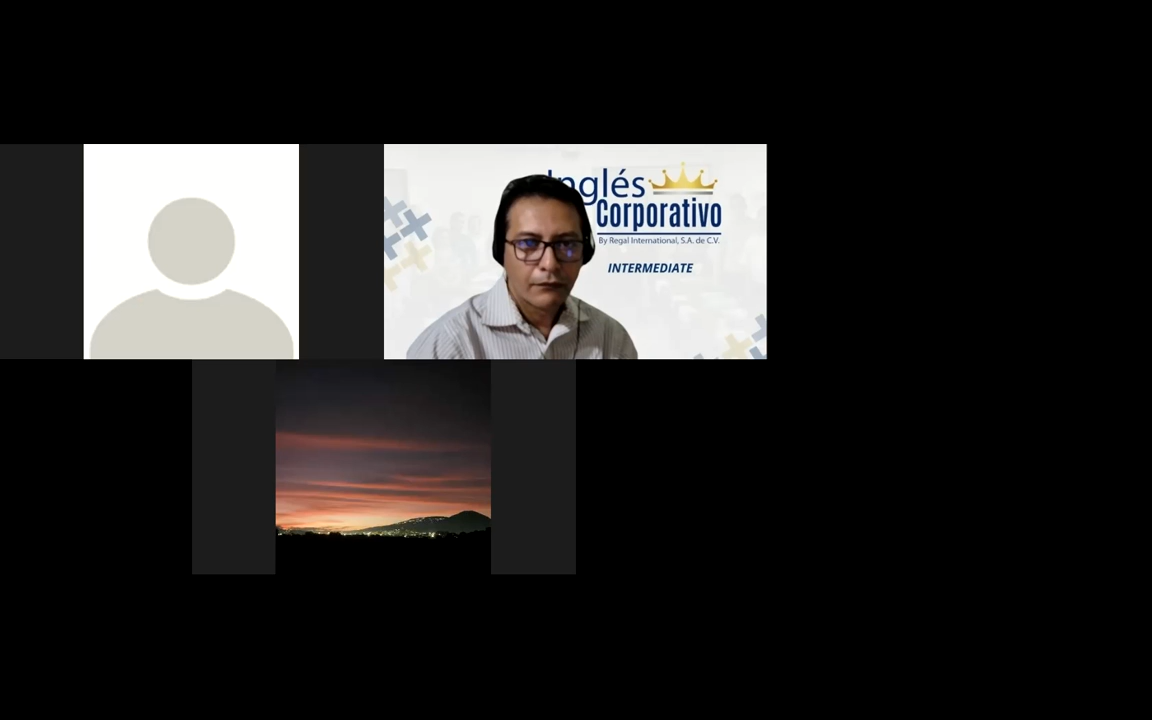 Inglés
Corporativo
By Regal International, S.A. de C.V.
INTERMEDIATE